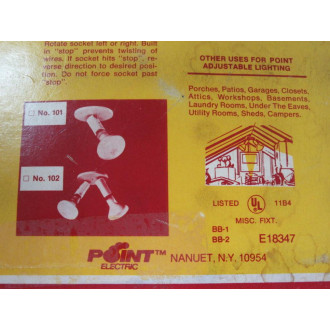 Rotate socket left or right. Built
in "stop" prevents twisting of
wires. If socket hits "stop", re-
verse direction to desired posi-
tion. Do not force socket past
"stop".
No. 101
No. 102
POINT™
ELECTRIC
OTHER USES FOR POINT
ADJUSTABLE LIGHTING
Porches, Patios, Garages, Closets,
Attics, Workshops, Basements,
Laundry Rooms, Under The Eaves,
Utility Rooms, Sheds, Campers.
LISTED UL 11S4
MISC. FIXT.
BB-1
BB-2 E18347
NANUET, N.Y. 10954